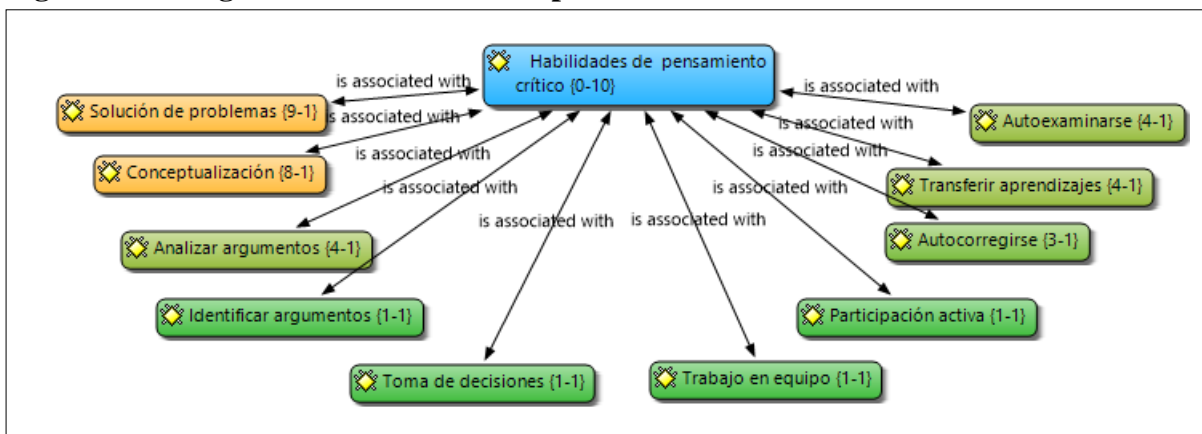 Habilidades de pensamiento
crítico {0-10}
is associated with
is associated with
Solución de problemas {9-1}
is associated with
Autoexaminarse {4-1}
is associated with
is associated with
is associated with
Conceptualización {8-1}
Transferir aprendizajes {4-1}
is associated with
is associated with
is associated with
is associated with
Analizar argumentos {4-1}
Autocorregirse {3-1}
Identificar argumentos {1-1}
Participación activa {1-1}
Toma de decisiones {1-1}
Trabajo en equipo {1-1}